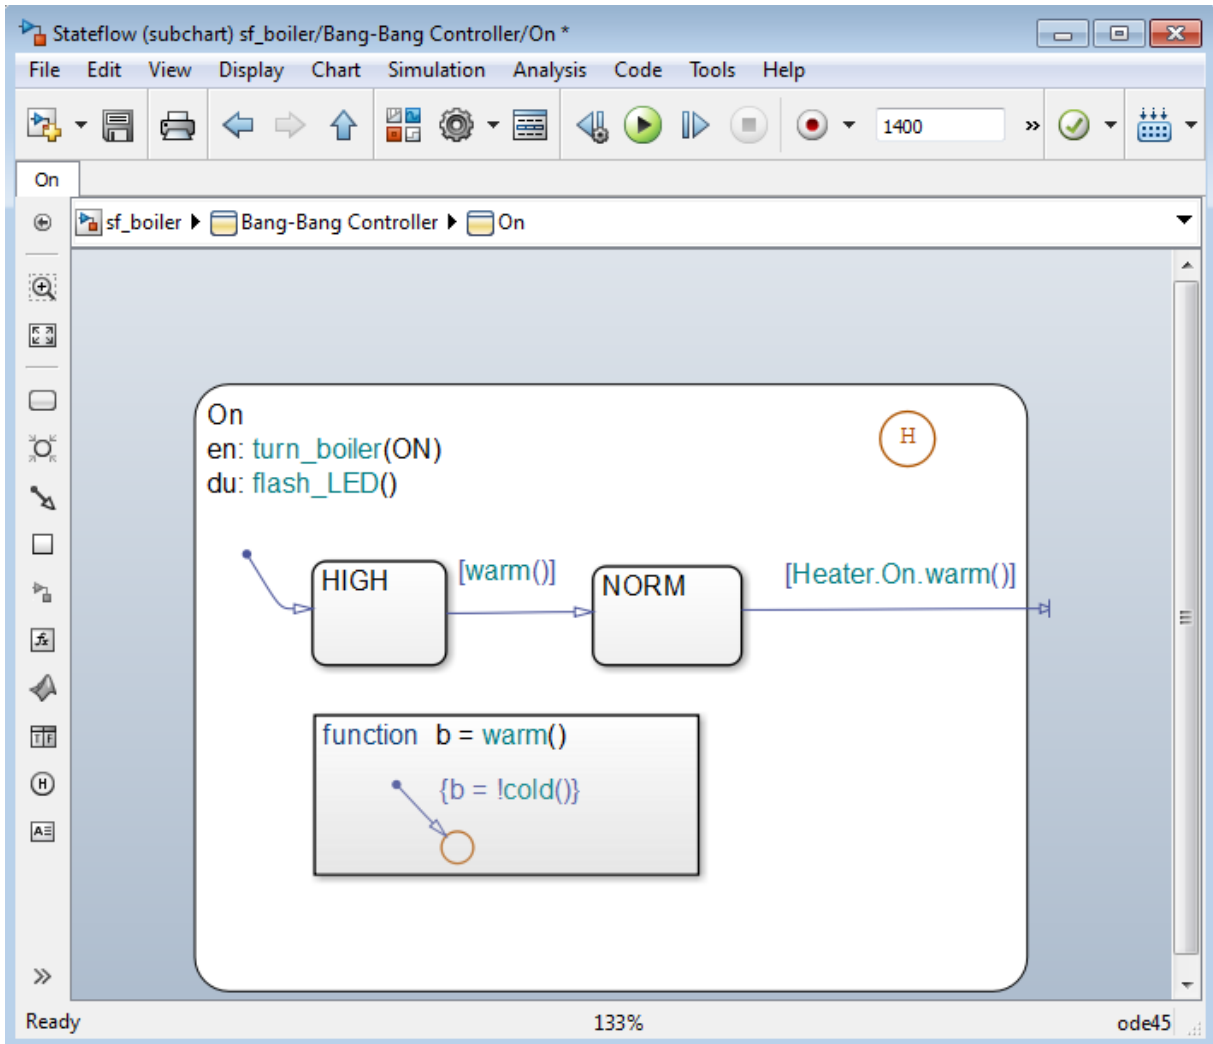 Stateflow (subchart) sf_boiler/Bang-Bang Controller/On *
File Edit View Display Chart Simulation Analysis Code Tools Help
1400 »
On
sf_boiler Bang-Bang Controller On
On
en: turn_boiler(ON)
du: flash_LED()
H
HIGH
[warm()]
NORM
[Heater.On.warm()]
function b = warm()
{b = !cold()}
fx
T F
H
A
Ready 133% ode45